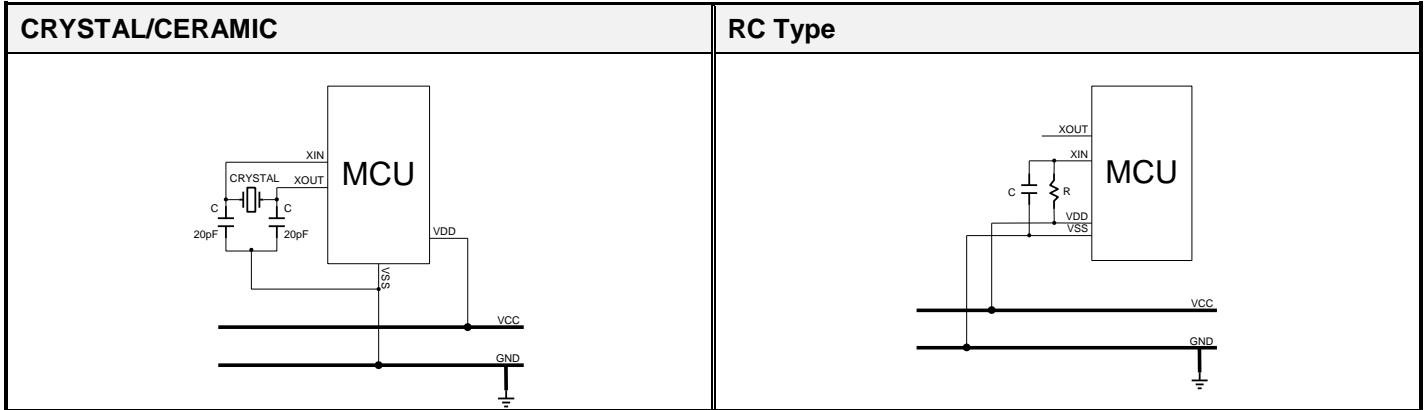 CRYSTAL/CERAMIC
RC Type
XIN
CRYSTAL
XOUT
MCU
C
C
20pF
20pF
VDD
VSS
VCC
GND
XOUT
XIN
MCU
C
R
VDD
VSS
VCC
GND